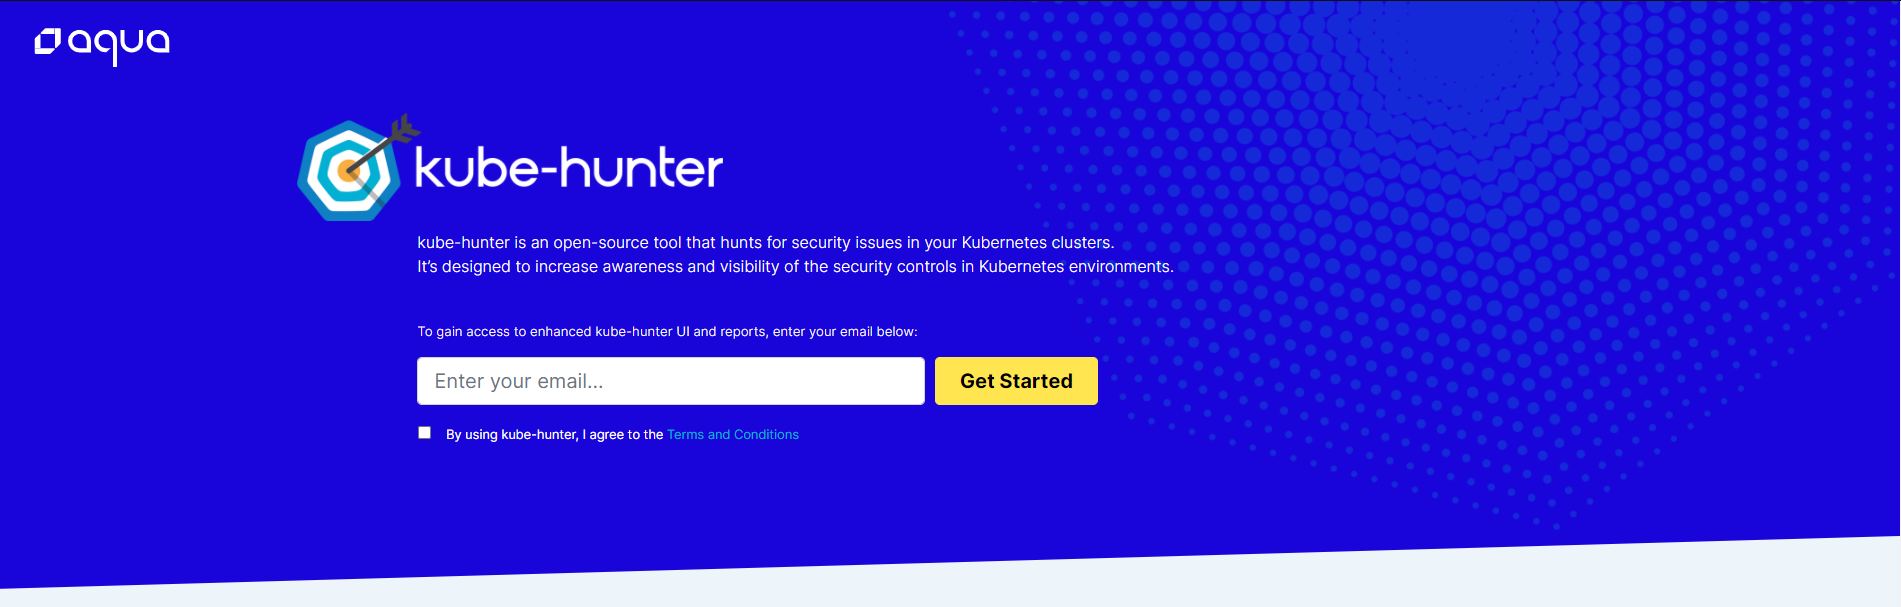 aqua
kube-hunter
kube-hunter is an open-source tool that hunts for security issues in your Kubernetes clusters.
It’s designed to increase awareness and visibility of the security controls in Kubernetes environments.
To gain access to enhanced kube-hunter UI and reports, enter your email below:
Enter your email...
Get Started
By using kube-hunter, I agree to the Terms and Conditions